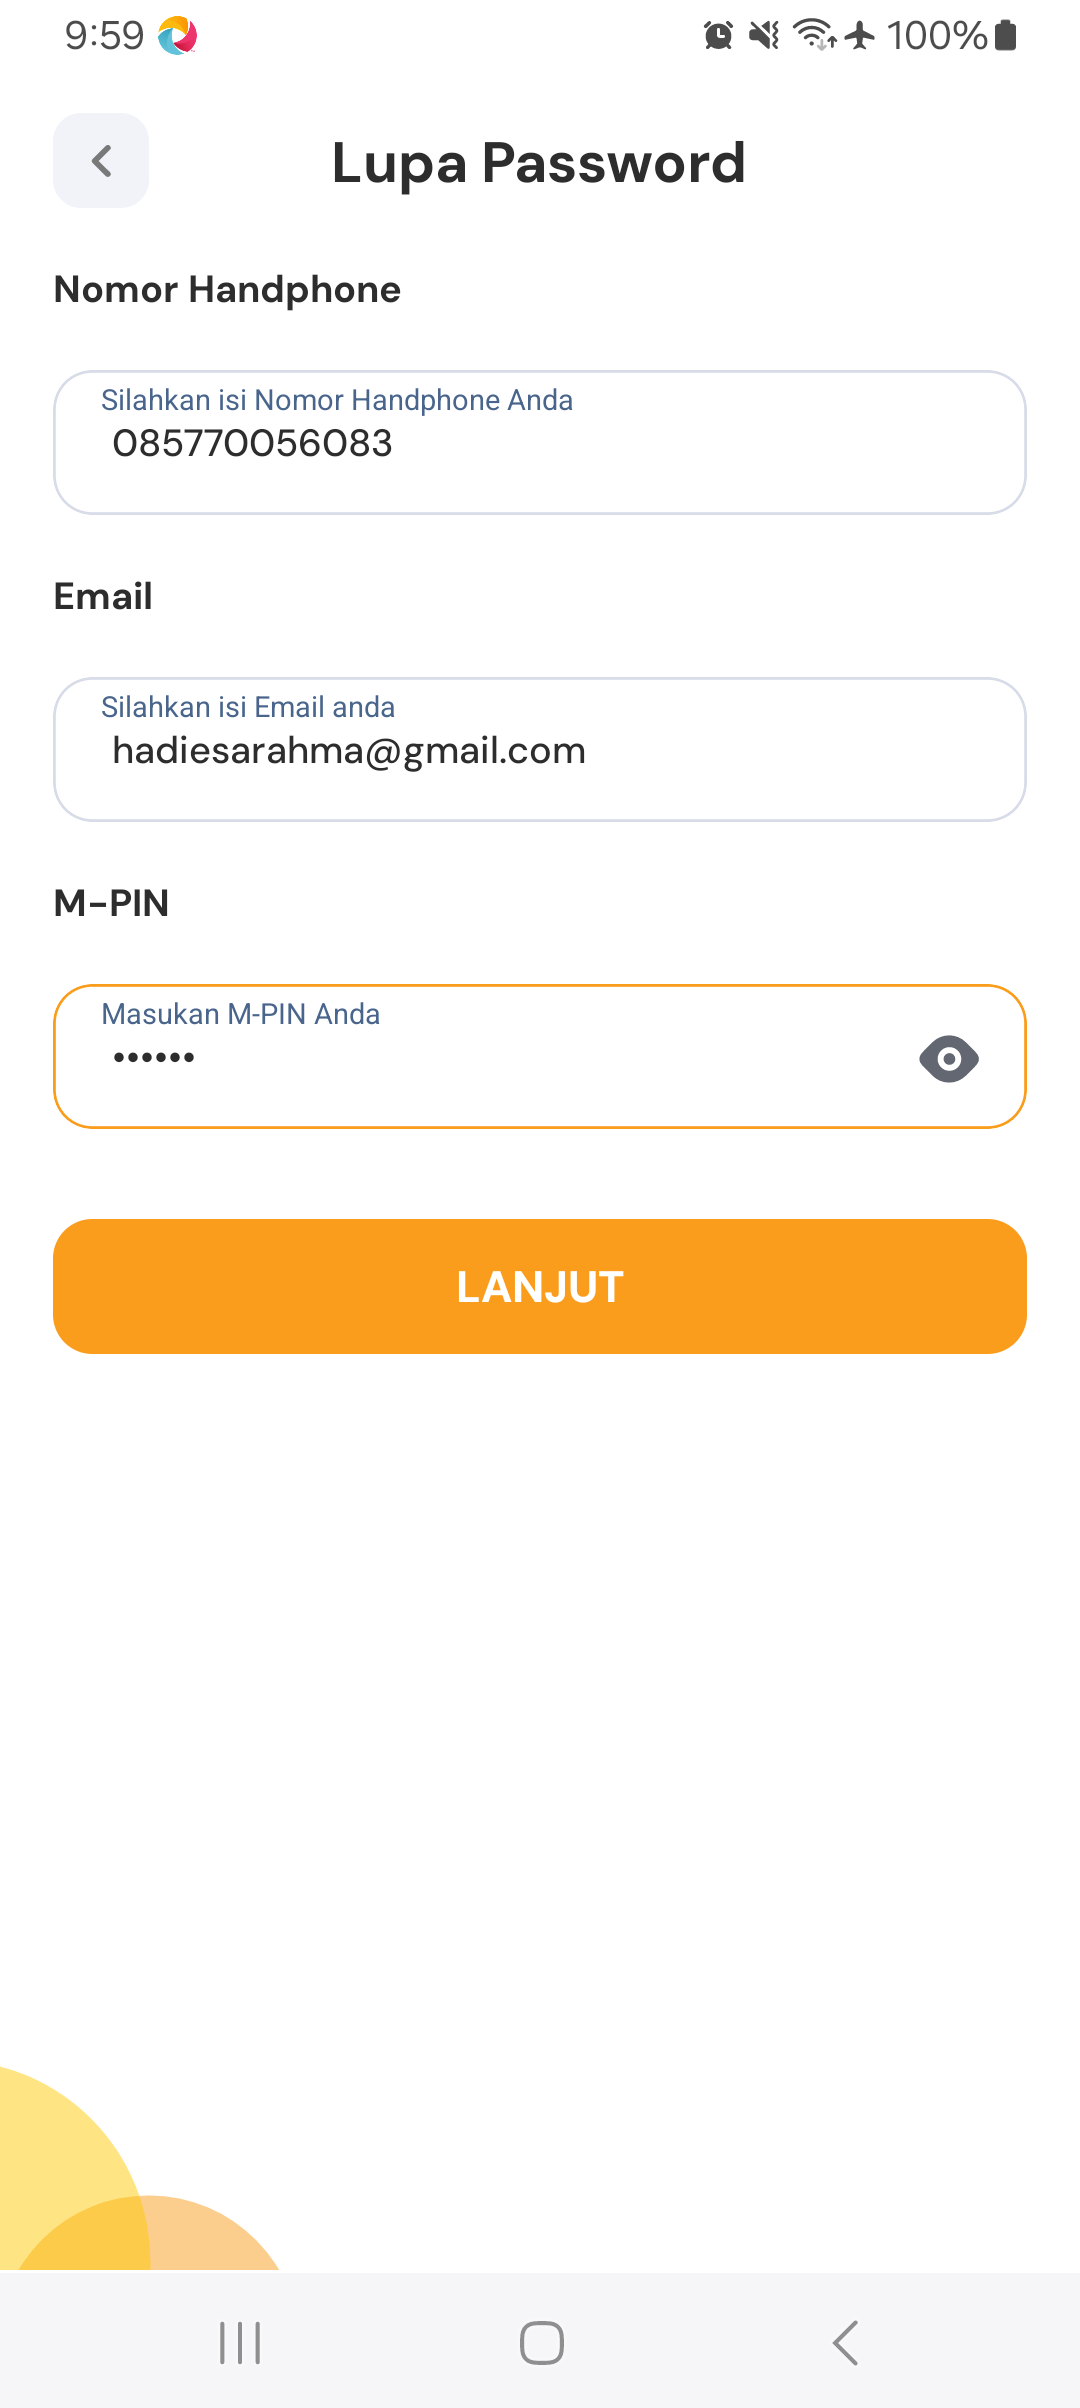 9:59
100%
Lupa Password
Nomor Handphone
Silahkan isi Nomor Handphone Anda
085770056083
Email
Silahkan isi Email anda
hadiesarahma@gmail.com
M-PIN
Masukan M-PIN Anda
••••••
LANJUT